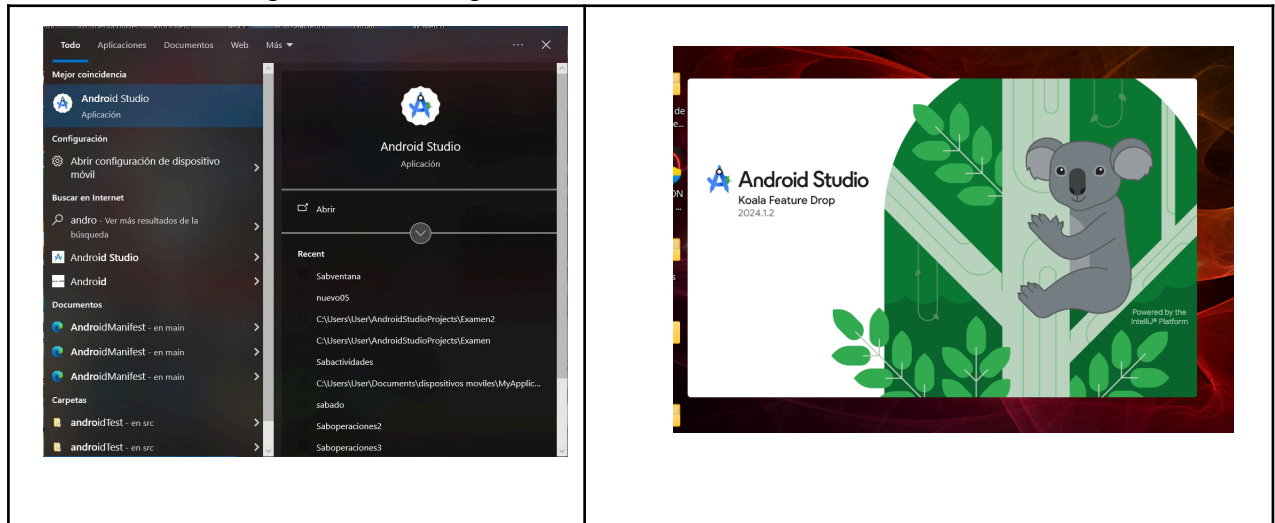 Todo Aplicaciones Documentos Web Más
Mejor coincidencia
Android Studio
Aplicación
Configuración
Abrir configuración de dispositivo
móvil
Buscar en Internet
andro - Ver más resultados de la
búsqueda
Android Studio
Android
Documentos
AndroidManifest - en main
AndroidManifest - en main
AndroidManifest - en main
Carpetas
androidTest - en src
androidTest - en src
Android Studio
Aplicación
Abrir
Recent
Sabventana
nuevo05
C:\Users\User\AndroidStudioProjects\Examen2
C:\Users\User\AndroidStudioProjects\Examen
Sabactividades
C:\Users\User\Documents\dispositivos moviles\MyApplic...
sabado
Saboperaciones2
Saboperaciones3
de
e...
ON
...
s
Android Studio
Koala Feature Drop
2024.1.2
Powered by the
IntelliJ® Platform